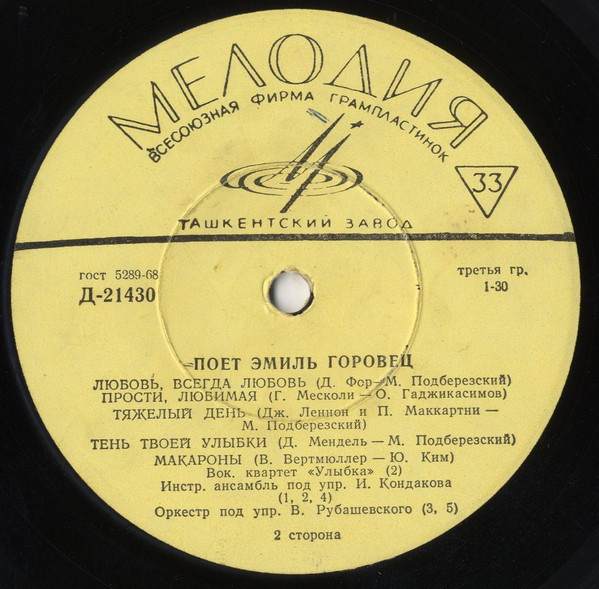 МЕЛОДИЯ
ВСЕСОЮЗНАЯ ФИРМА ГРАМПЛАСТИНОК
33
ТАШКЕНТСКИЙ ЗАВОД
гост 5289-68
Д-21430
третья гр.
1-30
ПОЕТ ЭМИЛЬ ГОРОВЕЦ
ЛЮБОВЬ, ВСЕГДА ЛЮБОВЬ (Д. Фор—М. Подберезский)
ПРОСТИ, ЛЮБИМАЯ (Г. Месколи—О. Гаджикасимов)
ТЯЖЕЛЫЙ ДЕНЬ (Дж. Леннон и П. Маккартни—
М. Подберезский)
ТЕНЬ ТВОЕЙ УЛЫБКИ (Д. Мендель—М. Подберезский)
МАКАРОНЫ (В. Вертмюллер—Ю. Ким)
Вок. квартет «Улыбка» (2)
Инстр. ансамбль под упр. И. Кондакова
(1, 2, 4)
Оркестр под упр. В. Рубашевского (3, 5)
2 сторона